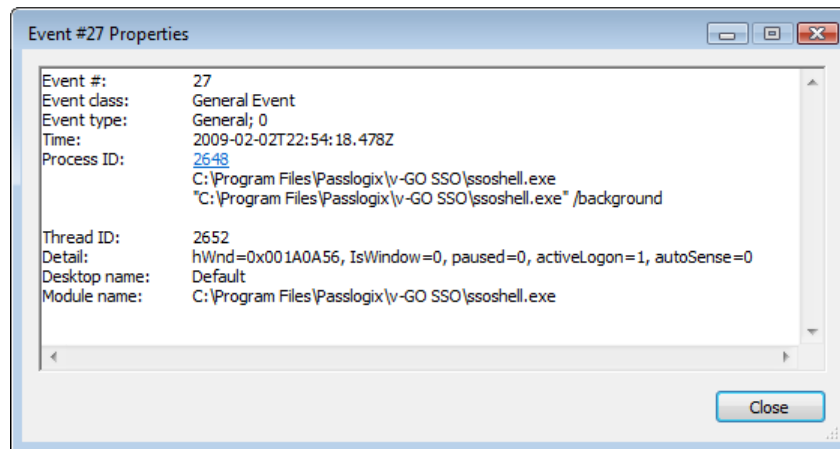 Event #27 Properties
Event #: 27
Event class: General Event
Event type: General; 0
Time: 2009-02-02T22:54:18.478Z
Process ID: 2648
C:\Program Files\Passlogix\v-GO SSO\ssoshell.exe
"C:\Program Files\Passlogix\v-GO SSO\ssoshell.exe" /background
Thread ID: 2652
Detail: hWnd=0x001A0A56, IsWindow=0, paused=0, activeLogon=1, autoSense=0
Desktop name: Default
Module name: C:\Program Files\Passlogix\v-GO SSO\ssoshell.exe
Close